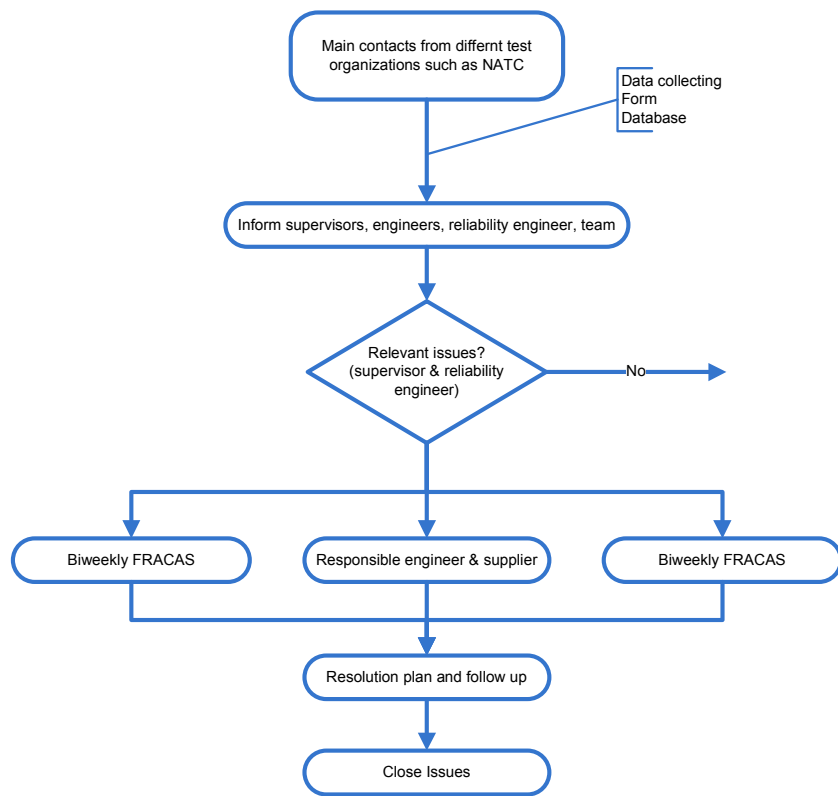 Main contacts from differnt test
organizations such as NATC
Data collecting
Form
Database
Inform supervisors, engineers, reliability engineer, team
Relevant issues?
(supervisor & reliability
engineer)
No
Biweekly FRACAS
Responsible engineer & supplier
Biweekly FRACAS
Resolution plan and follow up
Close Issues